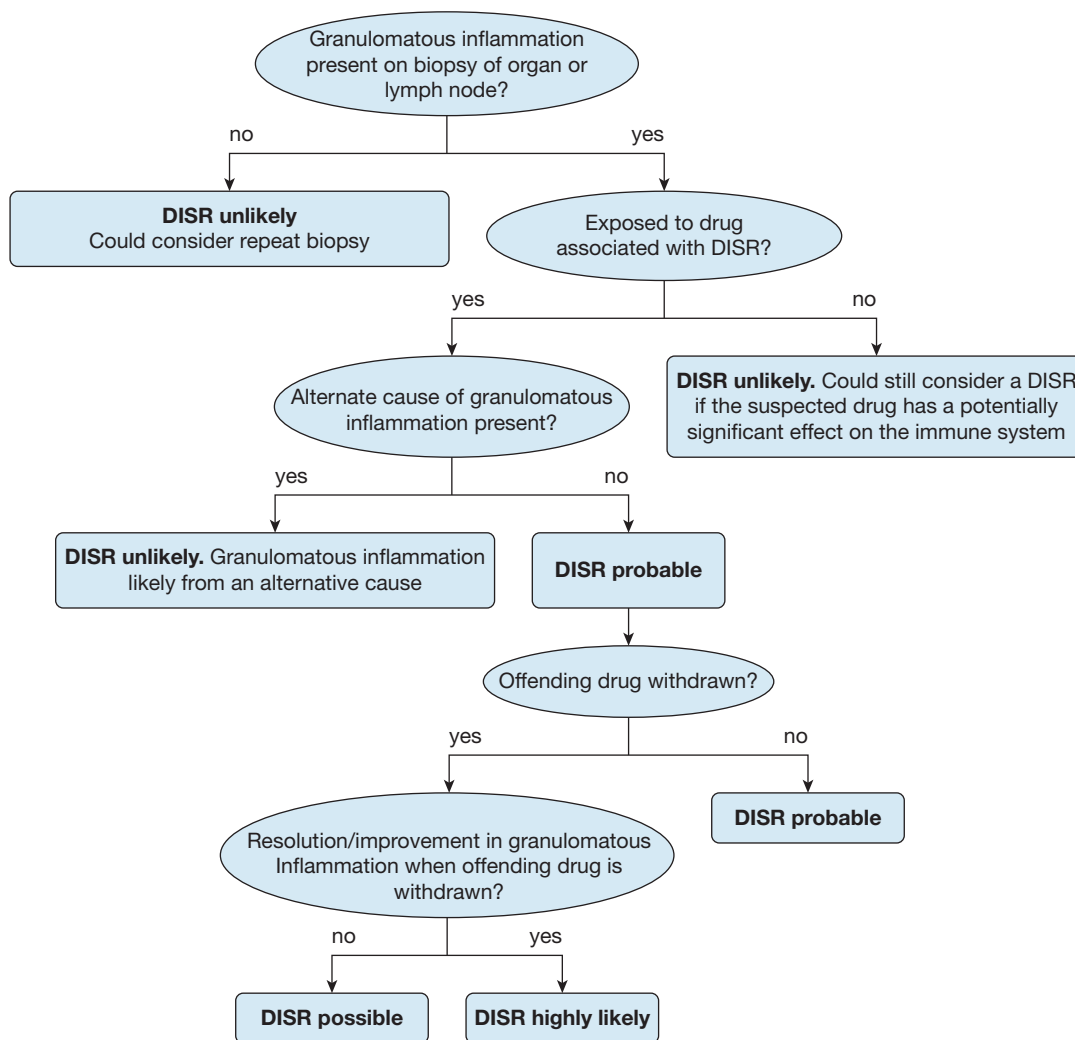 Granulomatous inflammation
present on biopsy of organ or
lymph node?
no
yes
DISR unlikely
Could consider repeat biopsy
Exposed to drug
associated with DISR?
yes
no
Alternate cause of granulomatous
inflammation present?
DISR unlikely. Could still consider a DISR
if the suspected drug has a potentially
significant effect on the immune system
yes
no
DISR unlikely. Granulomatous inflammation
likely from an alternative cause
DISR probable
Offending drug withdrawn?
yes
no
Resolution/improvement in granulomatous
Inflammation when offending drug is
withdrawn?
DISR probable
no
yes
DISR possible
DISR highly likely